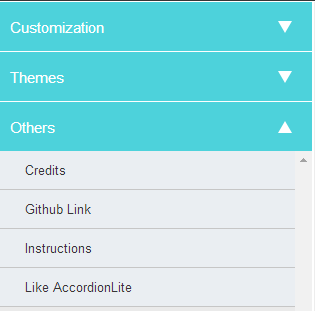 Customization
Themes
Others
Credits
Github Link
Instructions
Like AccordionLite